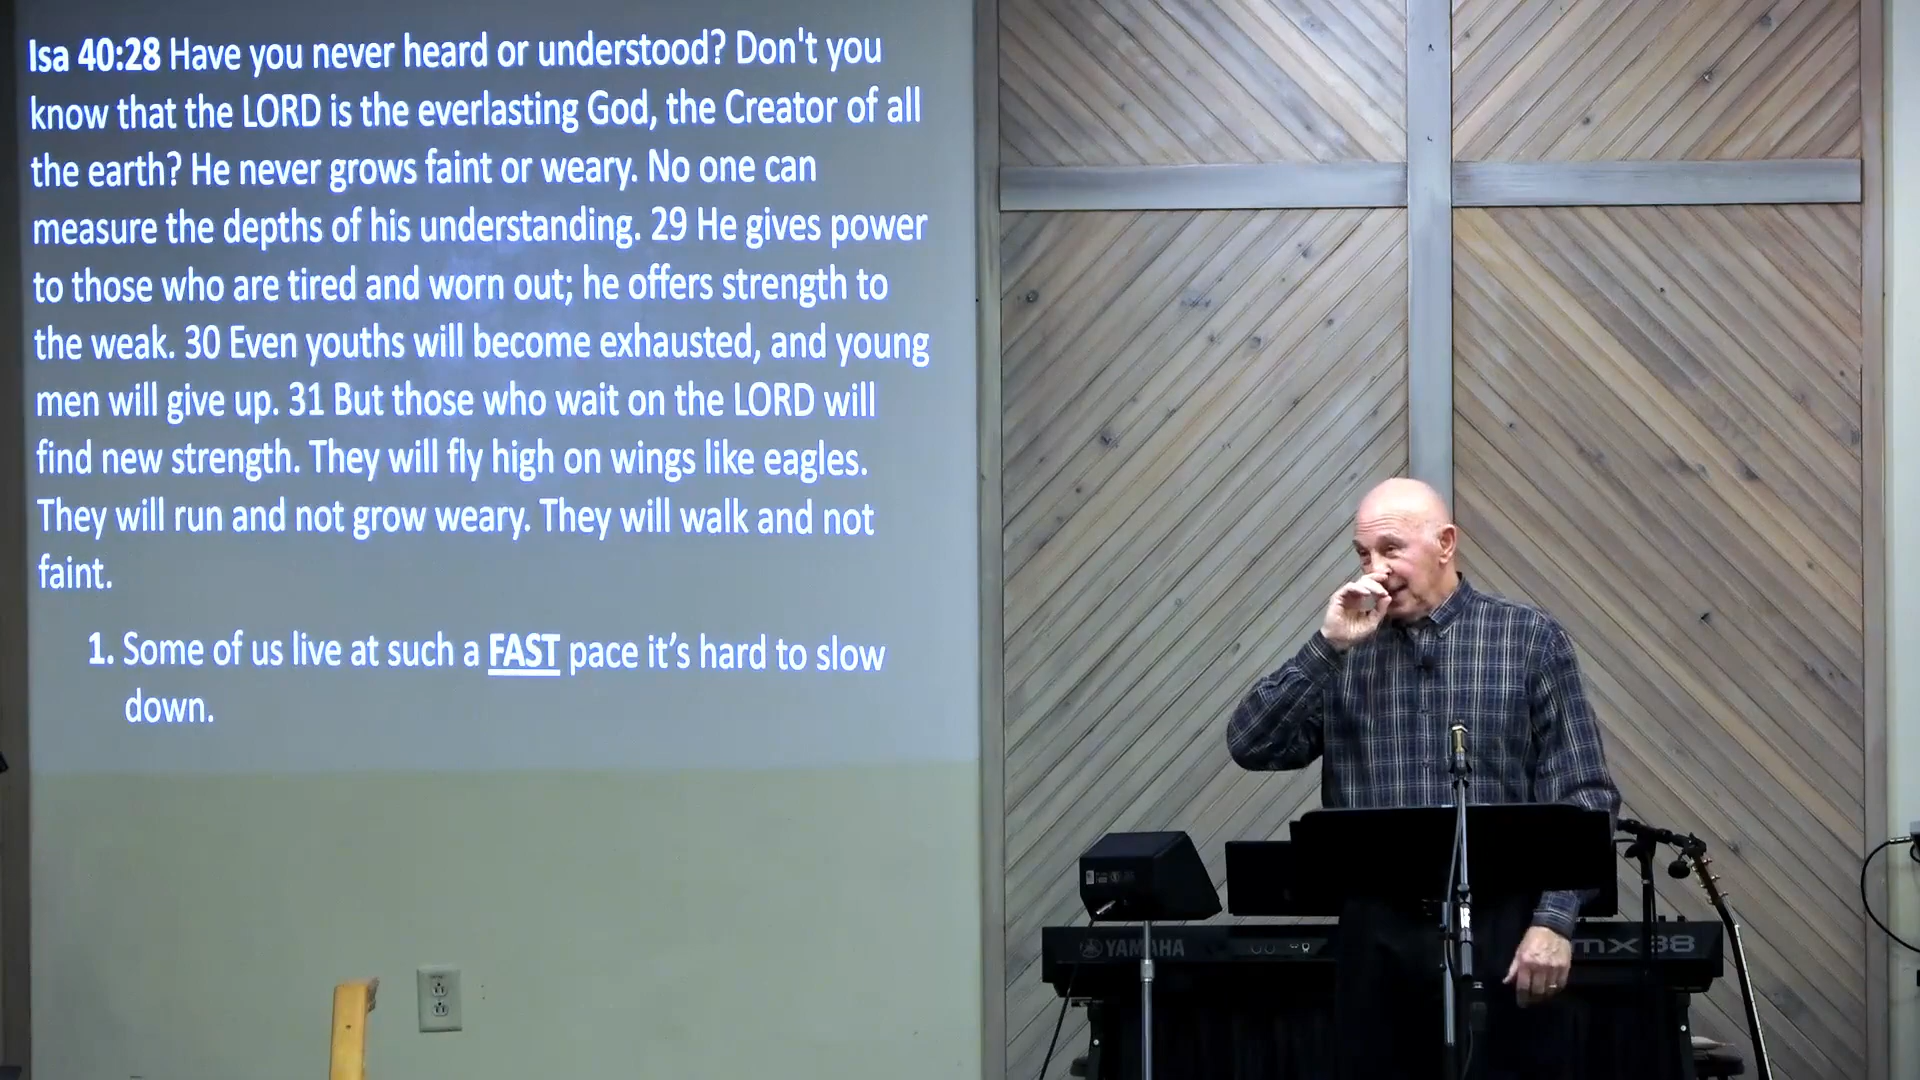 Isa 40:28 Have you never heard or understood? Don't you
know that the LORD is the everlasting God, the Creator of all
the earth? He never grows faint or weary. No one can
measure the depths of his understanding. 29 He gives power
to those who are tired and worn out; he offers strength to
the weak. 30 Even youths will become exhausted, and young
men will give up. 31 But those who wait on the LORD will
find new strength. They will fly high on wings like eagles.
They will run and not grow weary. They will walk and not
faint.
1. Some of us live at such a FAST pace it's hard to slow
down.
YAMAHA
mx 88